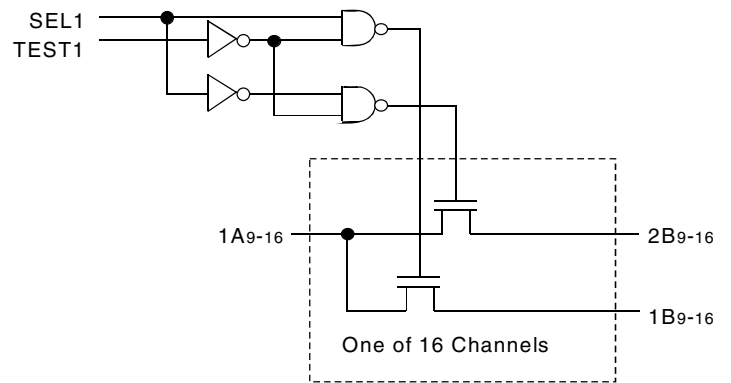 SEL1
TEST1
1A9-16
2B9-16
1B9-16
One of 16 Channels